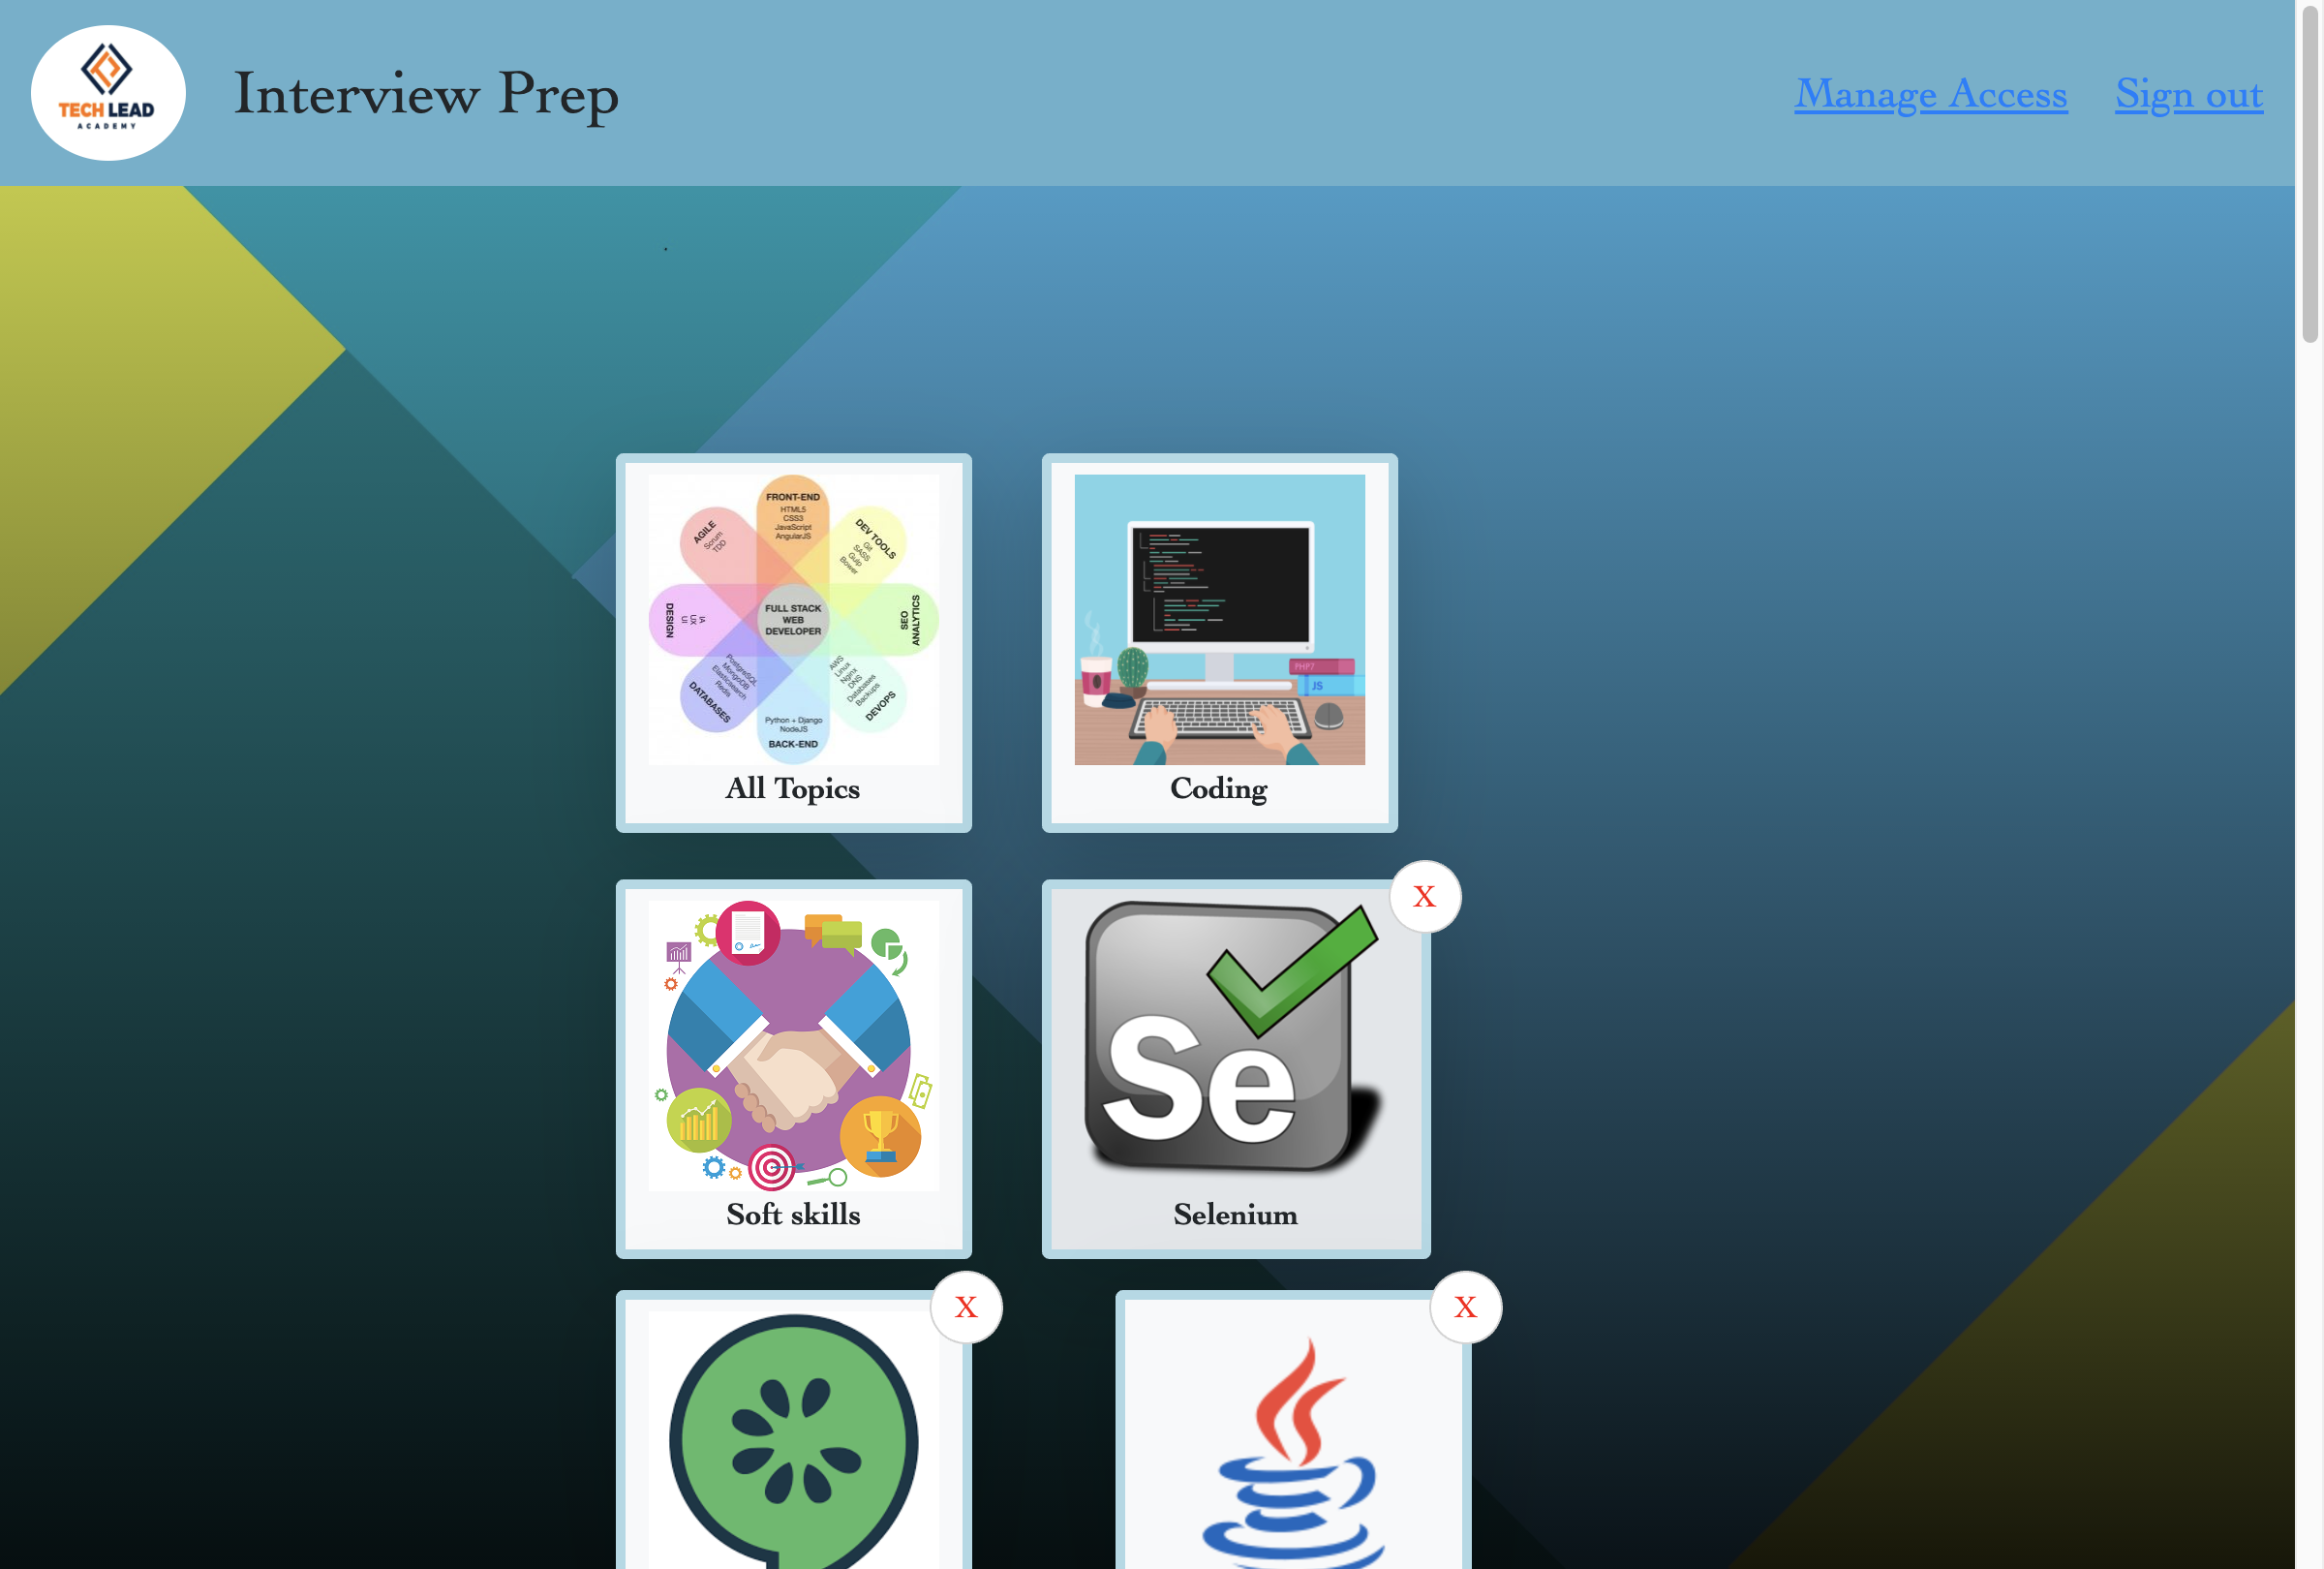 TECH LEAD
ACADEMY
Interview Prep
Manage Access
Sign out
FRONT-END
HTML5
CSS3
JavaScript
AngularJS
AGILE
Scrum
TDD
DEV TOOLS
Git
SASS
Gulp
Bower
DESIGN
IA
UX
UI
FULL STACK
WEB
DEVELOPER
SEO
ANALYTICS
PostgreSQL
MongoDB
Elasticsearch
Redis
DATABASES
AWS
Linux
Nginx
DNS
Databases
Backups
DEVOPS
Python + Django
NodeJS
BACK-END
All Topics
PHP7
JS
Coding
Soft skills
X
Se
Selenium
X
X